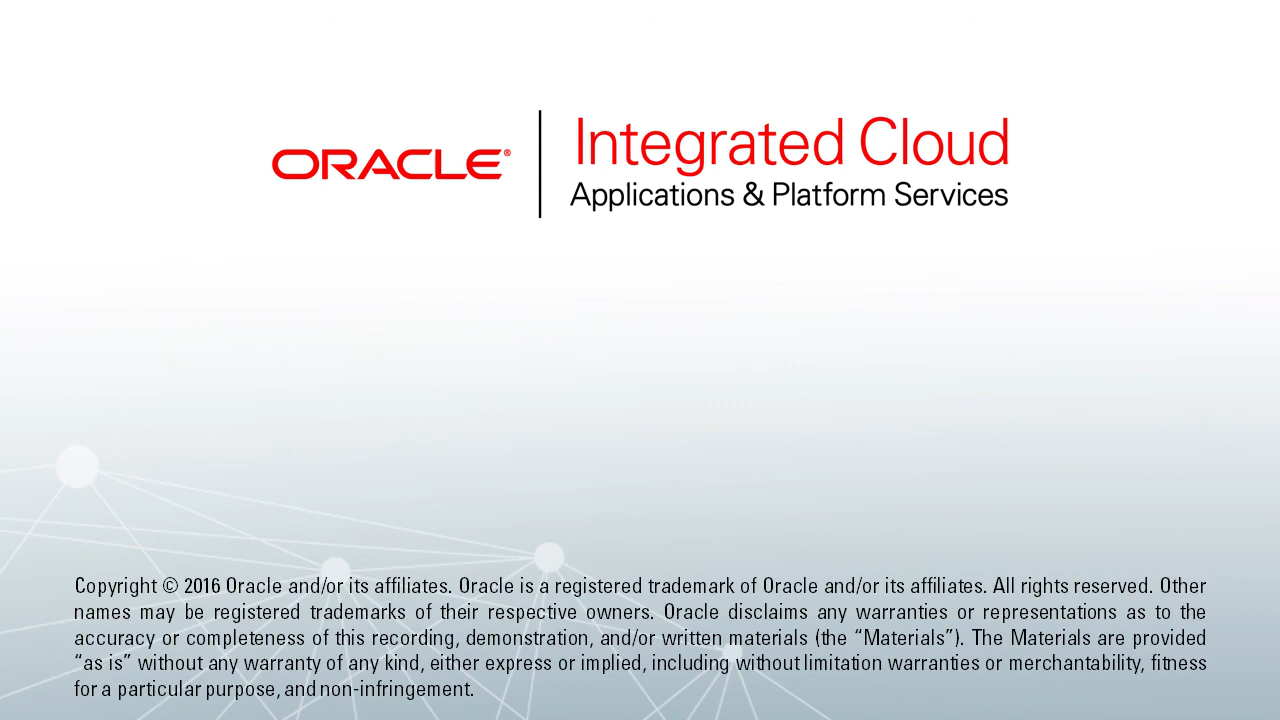 ORACLE®
Integrated Cloud
Applications & Platform Services
Copyright © 2016 Oracle and/or its affiliates. Oracle is a registered trademark of Oracle and/or its affiliates. All rights reserved. Other
names may be registered trademarks of their respective owners. Oracle disclaims any warranties or representations as to the
accuracy or completeness of this recording, demonstration, and/or written materials (the “Materials”). The Materials are provided
“as is” without any warranty of any kind, either express or implied, including without limitation warranties or merchantability, fitness
for a particular purpose, and non-infringement.